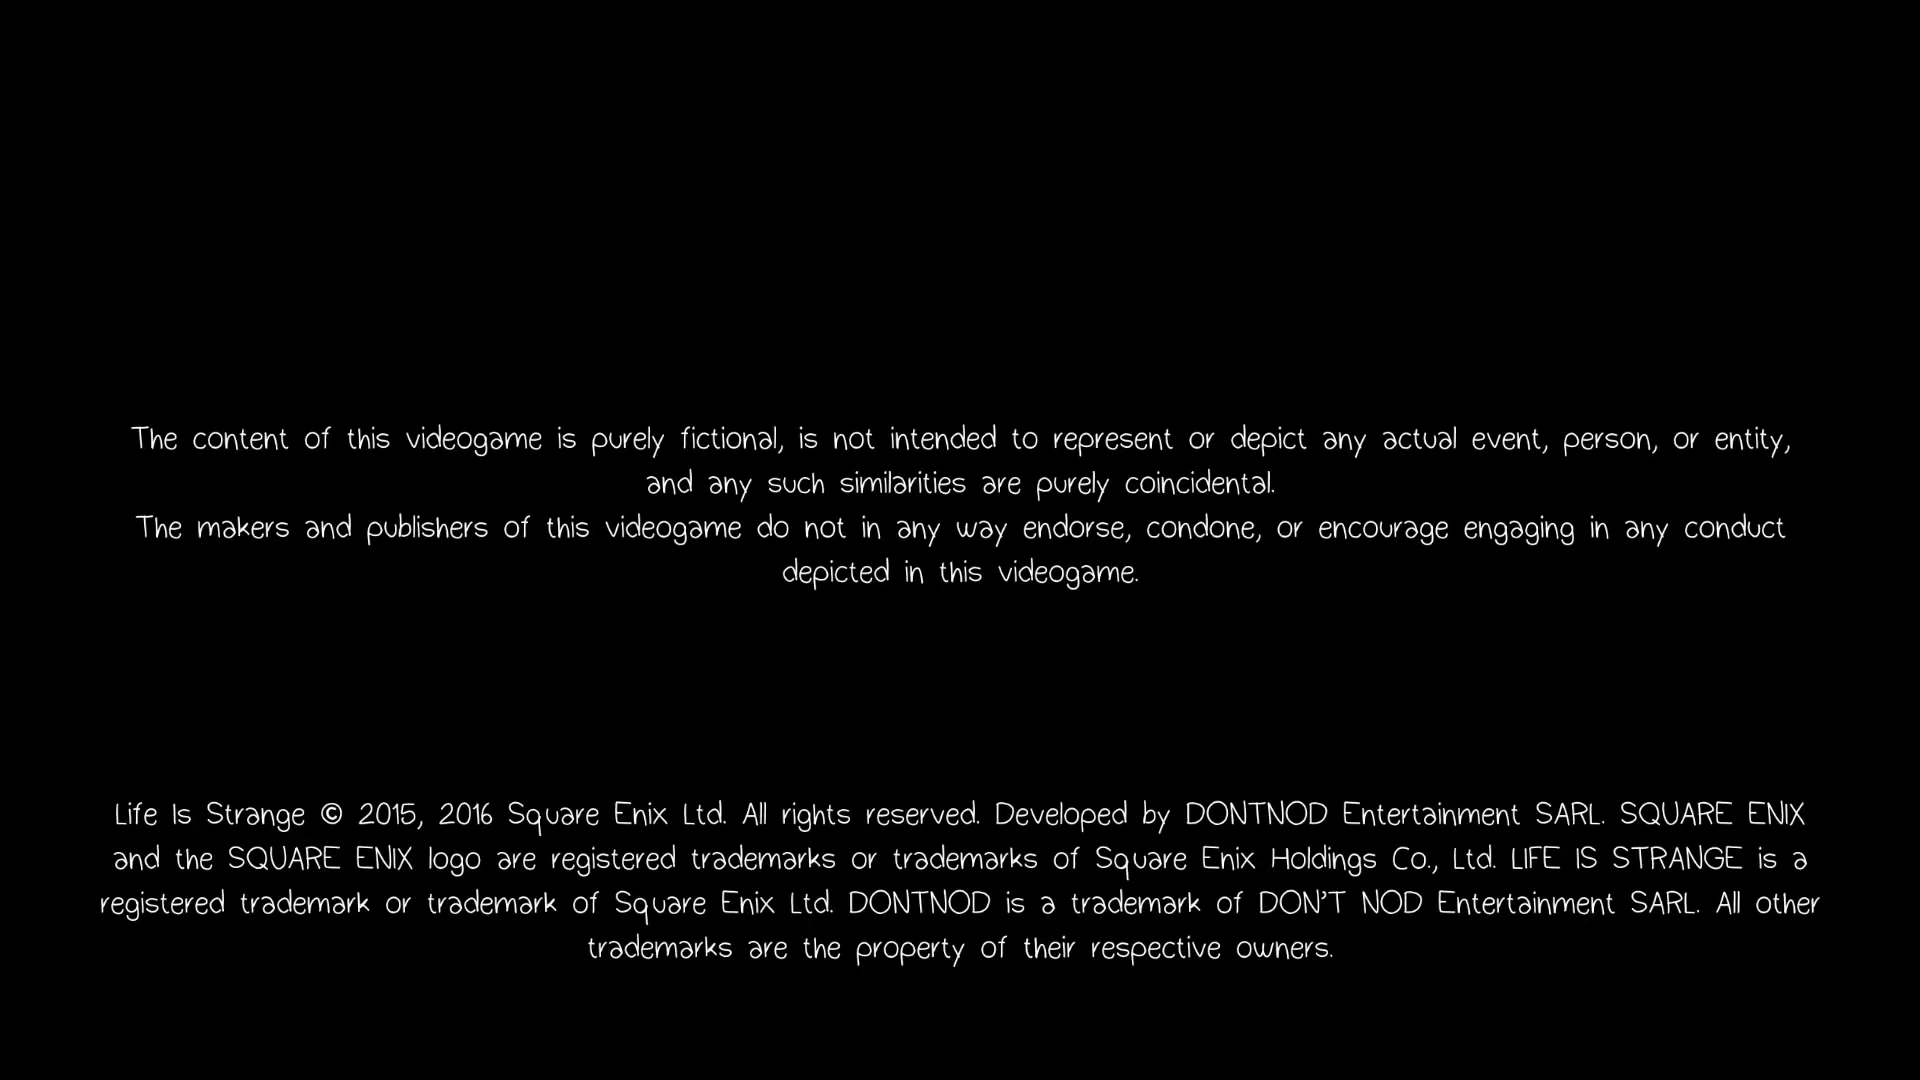 The content of this videogame is purely fictional, is not intended to represent or depict any actual event, person, or entity,
and any such similarities are purely coincidental.
The makers and publishers of this videogame do not in any way endorse, condone, or encourage engaging in any conduct
depicted in this videogame.
Life Is Strange © 2015, 2016 Square Enix Ltd. All rights reserved. Developed by DONTNOD Entertainment SARL. SQUARE ENIX
and the SQUARE ENIX logo are registered trademarks or trademarks of Square Enix Holdings Co., Ltd. LIFE IS STRANGE is a
registered trademark or trademark of Square Enix Ltd. DONTNOD is a trademark of DON'T NOD Entertainment SARL. All other
trademarks are the property of their respective owners.